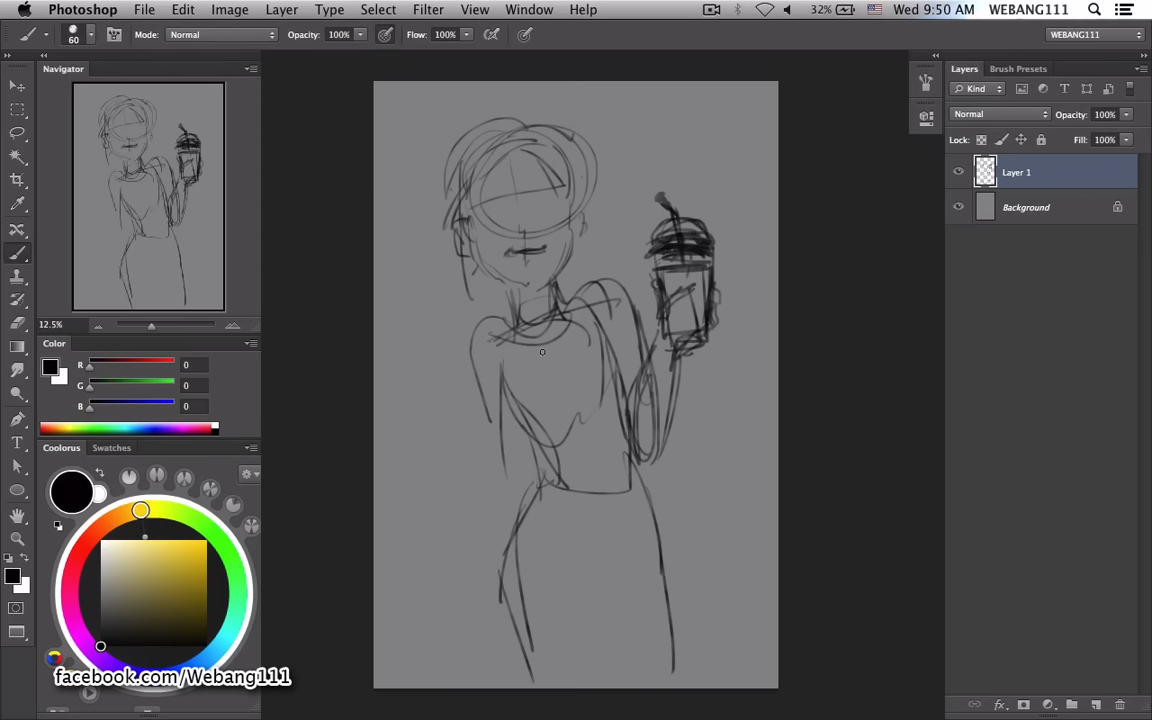 Photoshop File Edit Image Layer Type Select Filter View Window Help 32% Wed 9:50 AM WEBANG111
60 Mode: Normal Opacity: 100% Flow: 100% WEBANG111
Navigator
12.5%
Color
R 0
G 0
B 0
Coolorus Swatches
facebook.com/Webang111
Layers Brush Presets
Kind
Normal Opacity: 100%
Lock: Fill: 100%
Layer 1
Background
fx